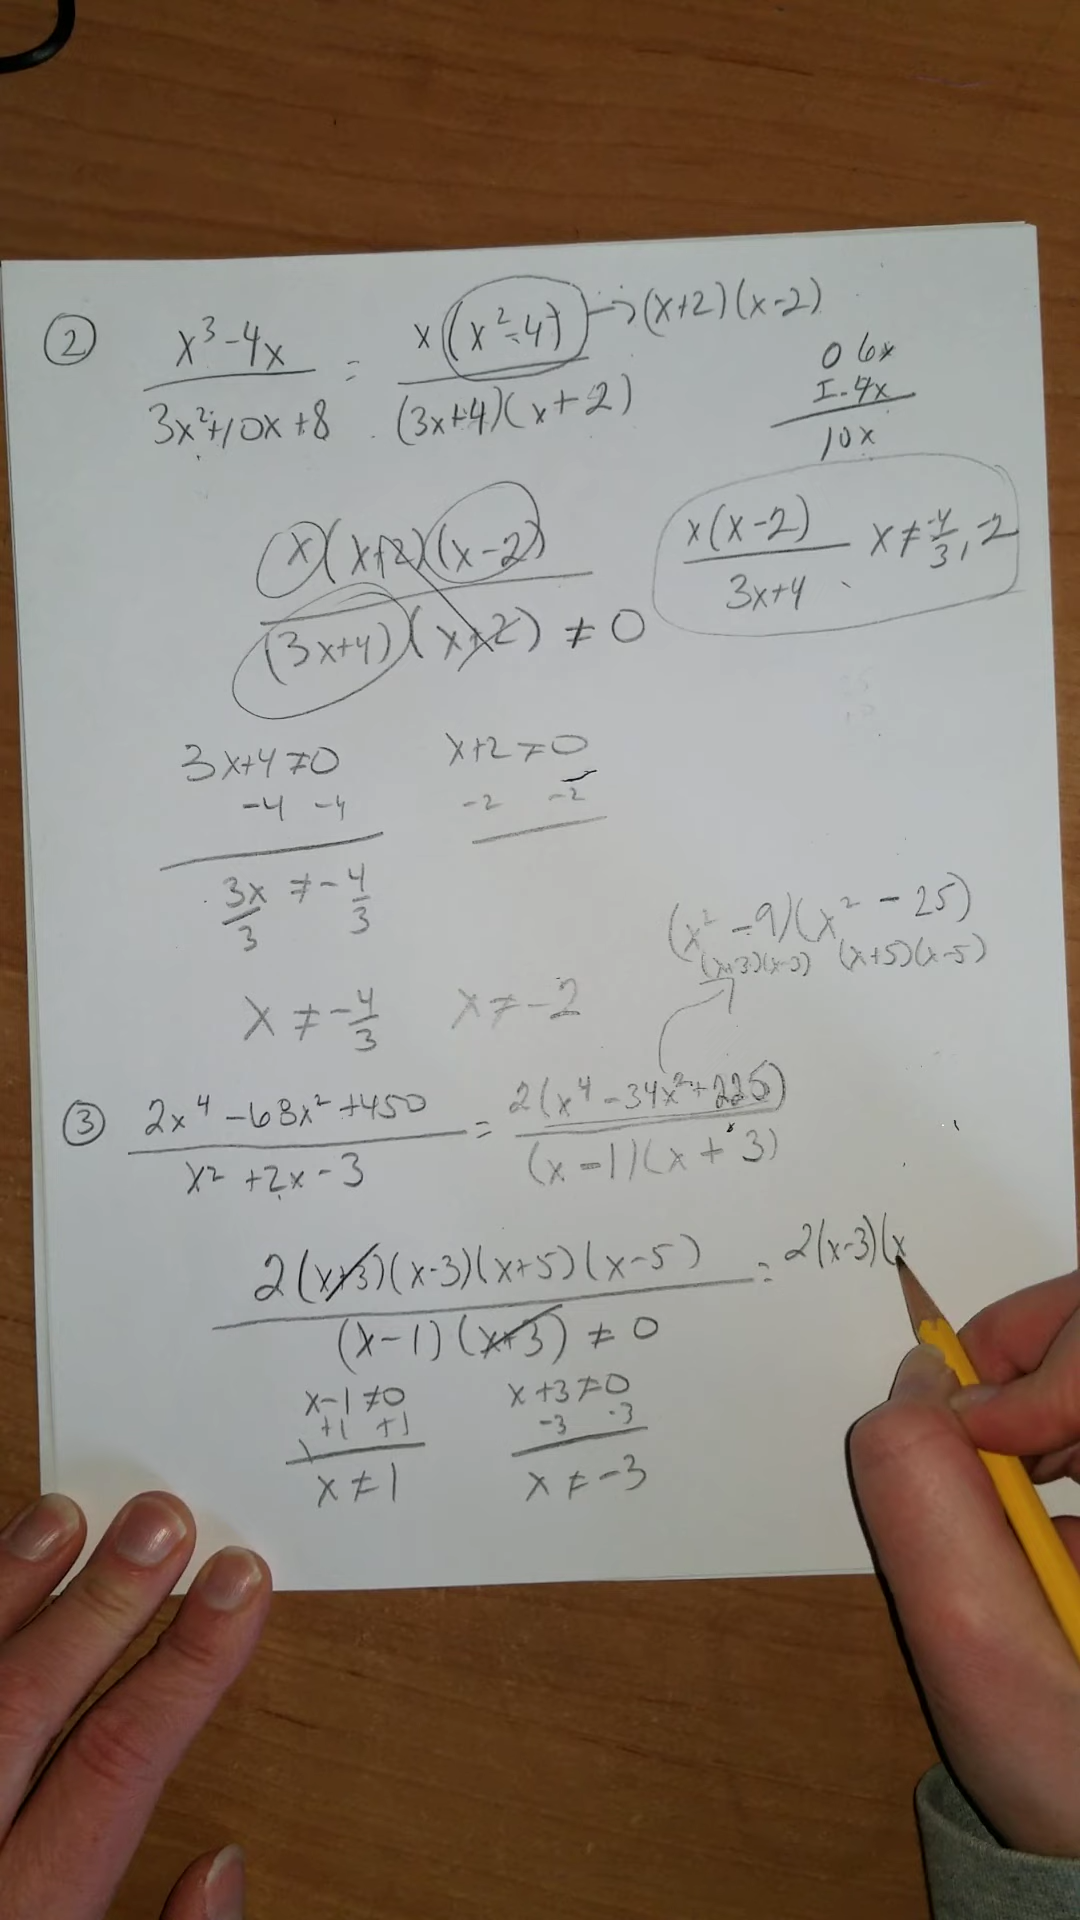 ② x³-4x / 3x²+10x+8 = x(x²-4) / (3x+4)(x+2) → (x+2)(x-2)
O 6x
I 4x
10x
x(x+2)(x-2) / (3x+4)(x+2) ≠ 0
x(x-2) / 3x+4 x≠-4/3, -2
3x+4≠0 x+2≠0
-4 -4 -2 -2
3x/3 ≠ -4/3
x ≠ -4/3 x ≠ -2
(x² - 9)(x² - 25)
(x+3)(x-3) (x+5)(x-5)
③ 2x⁴-68x²+450 / x²+2x-3 = 2(x⁴-34x²+225) / (x-1)(x+3)
2(x+3)(x-3)(x+5)(x-5) / (x-1)(x+3) ≠ 0 = 2(x-3)(x
x-1≠0 x+3≠0
+1 +1 -3 -3
x≠1 x≠-3